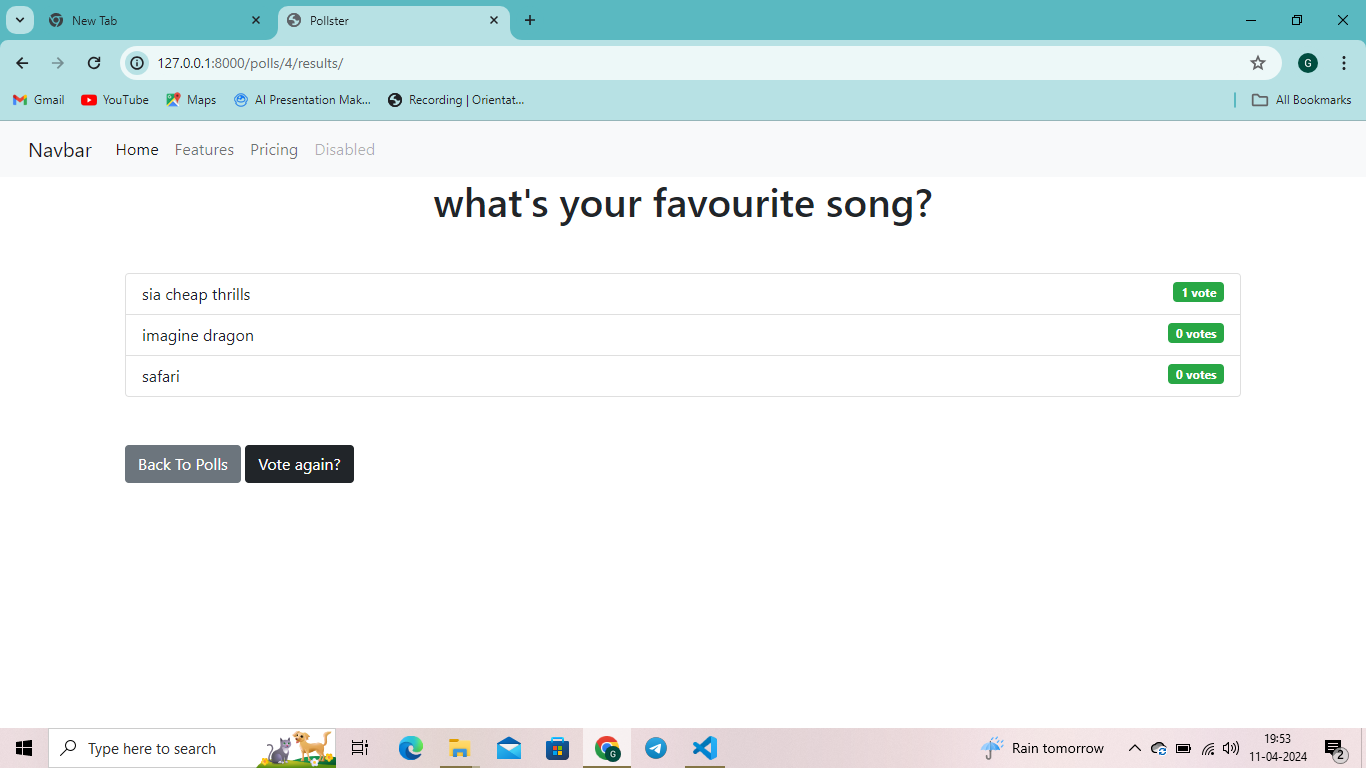 New Tab
Pollster
127.0.0.1:8000/polls/4/results/
G
Gmail YouTube Maps AI Presentation Mak... Recording | Orientat... All Bookmarks
Navbar Home Features Pricing Disabled
what's your favourite song?
sia cheap thrills 1 vote
imagine dragon 0 votes
safari 0 votes
Back To Polls Vote again?
Type here to search
G
Rain tomorrow
19:53
11-04-2024
2